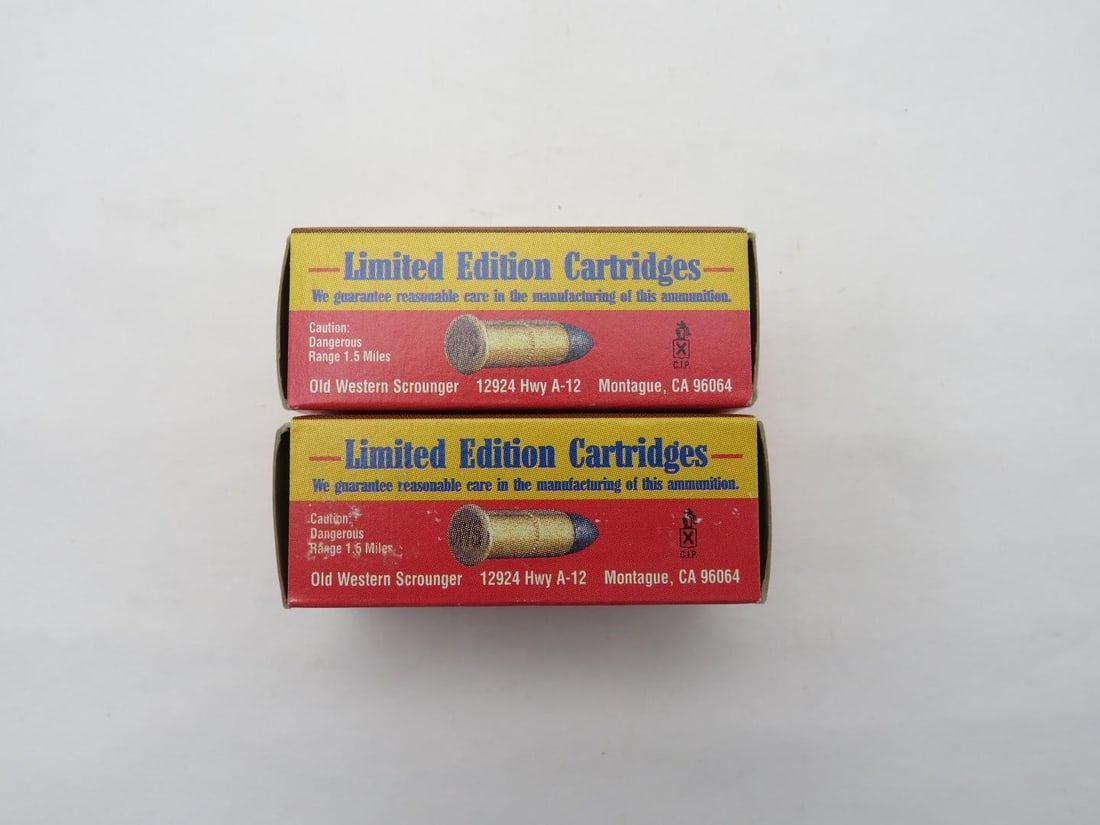 Limited Edition Cartridges
We guarantee reasonable care in the manufacturing of this ammunition.
Caution:
Dangerous
Range 1.5 Miles
C.I.P.
Old Western Scrounger 12924 Hwy A-12 Montague, CA 96064
Limited Edition Cartridges
We guarantee reasonable care in the manufacturing of this ammunition.
Caution:
Dangerous
Range 1.5 Miles
C.I.P.
Old Western Scrounger 12924 Hwy A-12 Montague, CA 96064